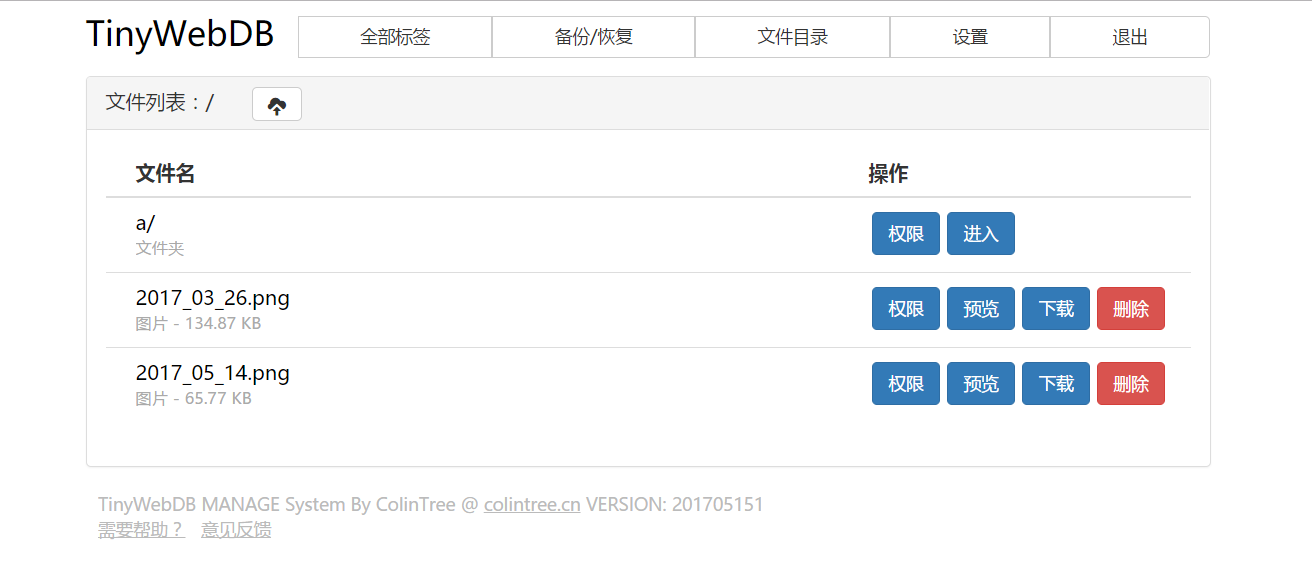 TinyWebDB 全部标签 备份/恢复 文件目录 设置 退出
文件列表：/
文件名 操作
a/
文件夹
权限 进入
2017_03_26.png
图片 - 134.87 KB
权限 预览 下载 删除
2017_05_14.png
图片 - 65.77 KB
权限 预览 下载 删除
TinyWebDB MANAGE System By ColinTree @ colintree.cn VERSION: 201705151
需要帮助？ 意见反馈